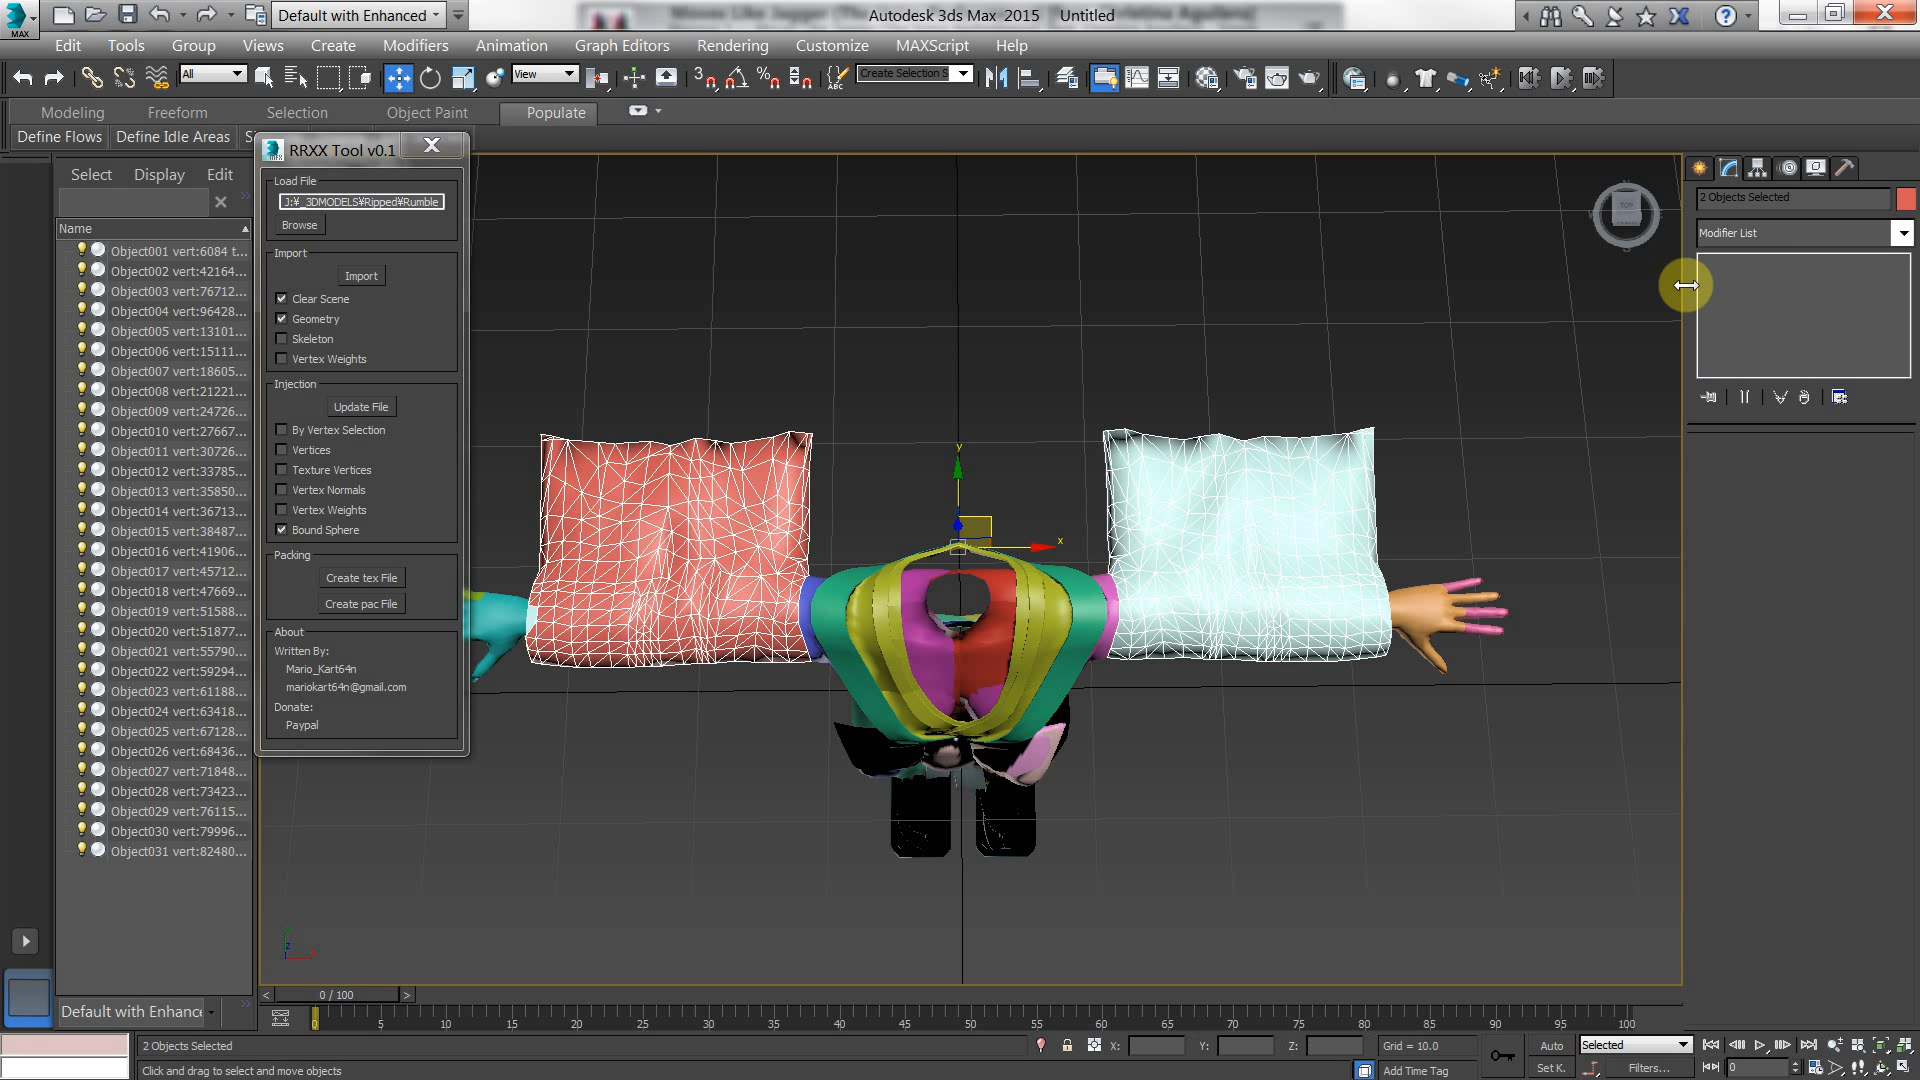 MAX
Default with Enhanced
Autodesk 3ds Max  2015    Untitled
Edit Tools Group Views Create Modifiers Animation Graph Editors Rendering Customize MAXScript Help
All
View
3
ABC
Create Selection S
Modeling Freeform Selection Object Paint Populate
Define Flows Define Idle Areas S
RRXX Tool v0.1
Load File
J:¥_3DMODELS¥Ripped¥Rumble
Browse
Import
Import
Clear Scene
Geometry
Skeleton
Vertex Weights
Injection
Update File
By Vertex Selection
Vertices
Texture Vertices
Vertex Normals
Vertex Weights
Bound Sphere
Packing
Create tex File
Create pac File
About
Written By:
Mario_Kart64n
mariokart64n@gmail.com
Donate:
Paypal
Select Display Edit
Name
Object001 vert:6084 t...
Object002 vert:42164...
Object003 vert:76712...
Object004 vert:96428...
Object005 vert:13101...
Object006 vert:15111...
Object007 vert:18605...
Object008 vert:21221...
Object009 vert:24726...
Object010 vert:27667...
Object011 vert:30726...
Object012 vert:33785...
Object013 vert:35850...
Object014 vert:36713...
Object015 vert:38487...
Object016 vert:41906...
Object017 vert:45712...
Object018 vert:47669...
Object019 vert:51588...
Object020 vert:51877...
Object021 vert:55790...
Object022 vert:59294...
Object023 vert:61188...
Object024 vert:63418...
Object025 vert:67128...
Object026 vert:68436...
Object027 vert:71848...
Object028 vert:73423...
Object029 vert:76115...
Object030 vert:79996...
Object031 vert:82480...
Default with Enhance
y
x
z
TOP
2 Objects Selected
Modifier List
< 0 / 100 >
0 5 10 15 20 25 30 35 40 45 50 55 60 65 70 75 80 85 90 95 100
2 Objects Selected
X: Y: Z: Grid = 10.0
Auto Selected
Click and drag to select and move objects
Add Time Tag
Set K. Filters... 0